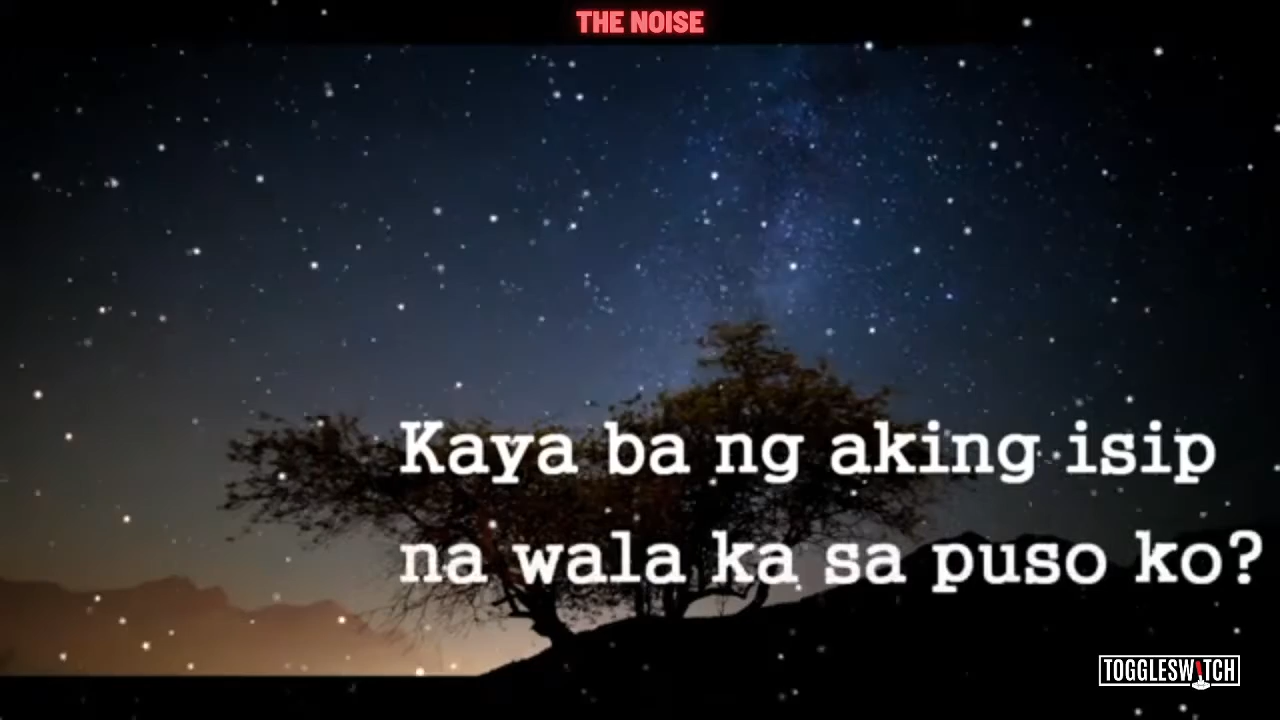 THE NOISE
Kaya ba ng aking isip
na wala ka sa puso ko?
TOGGLESWITCH